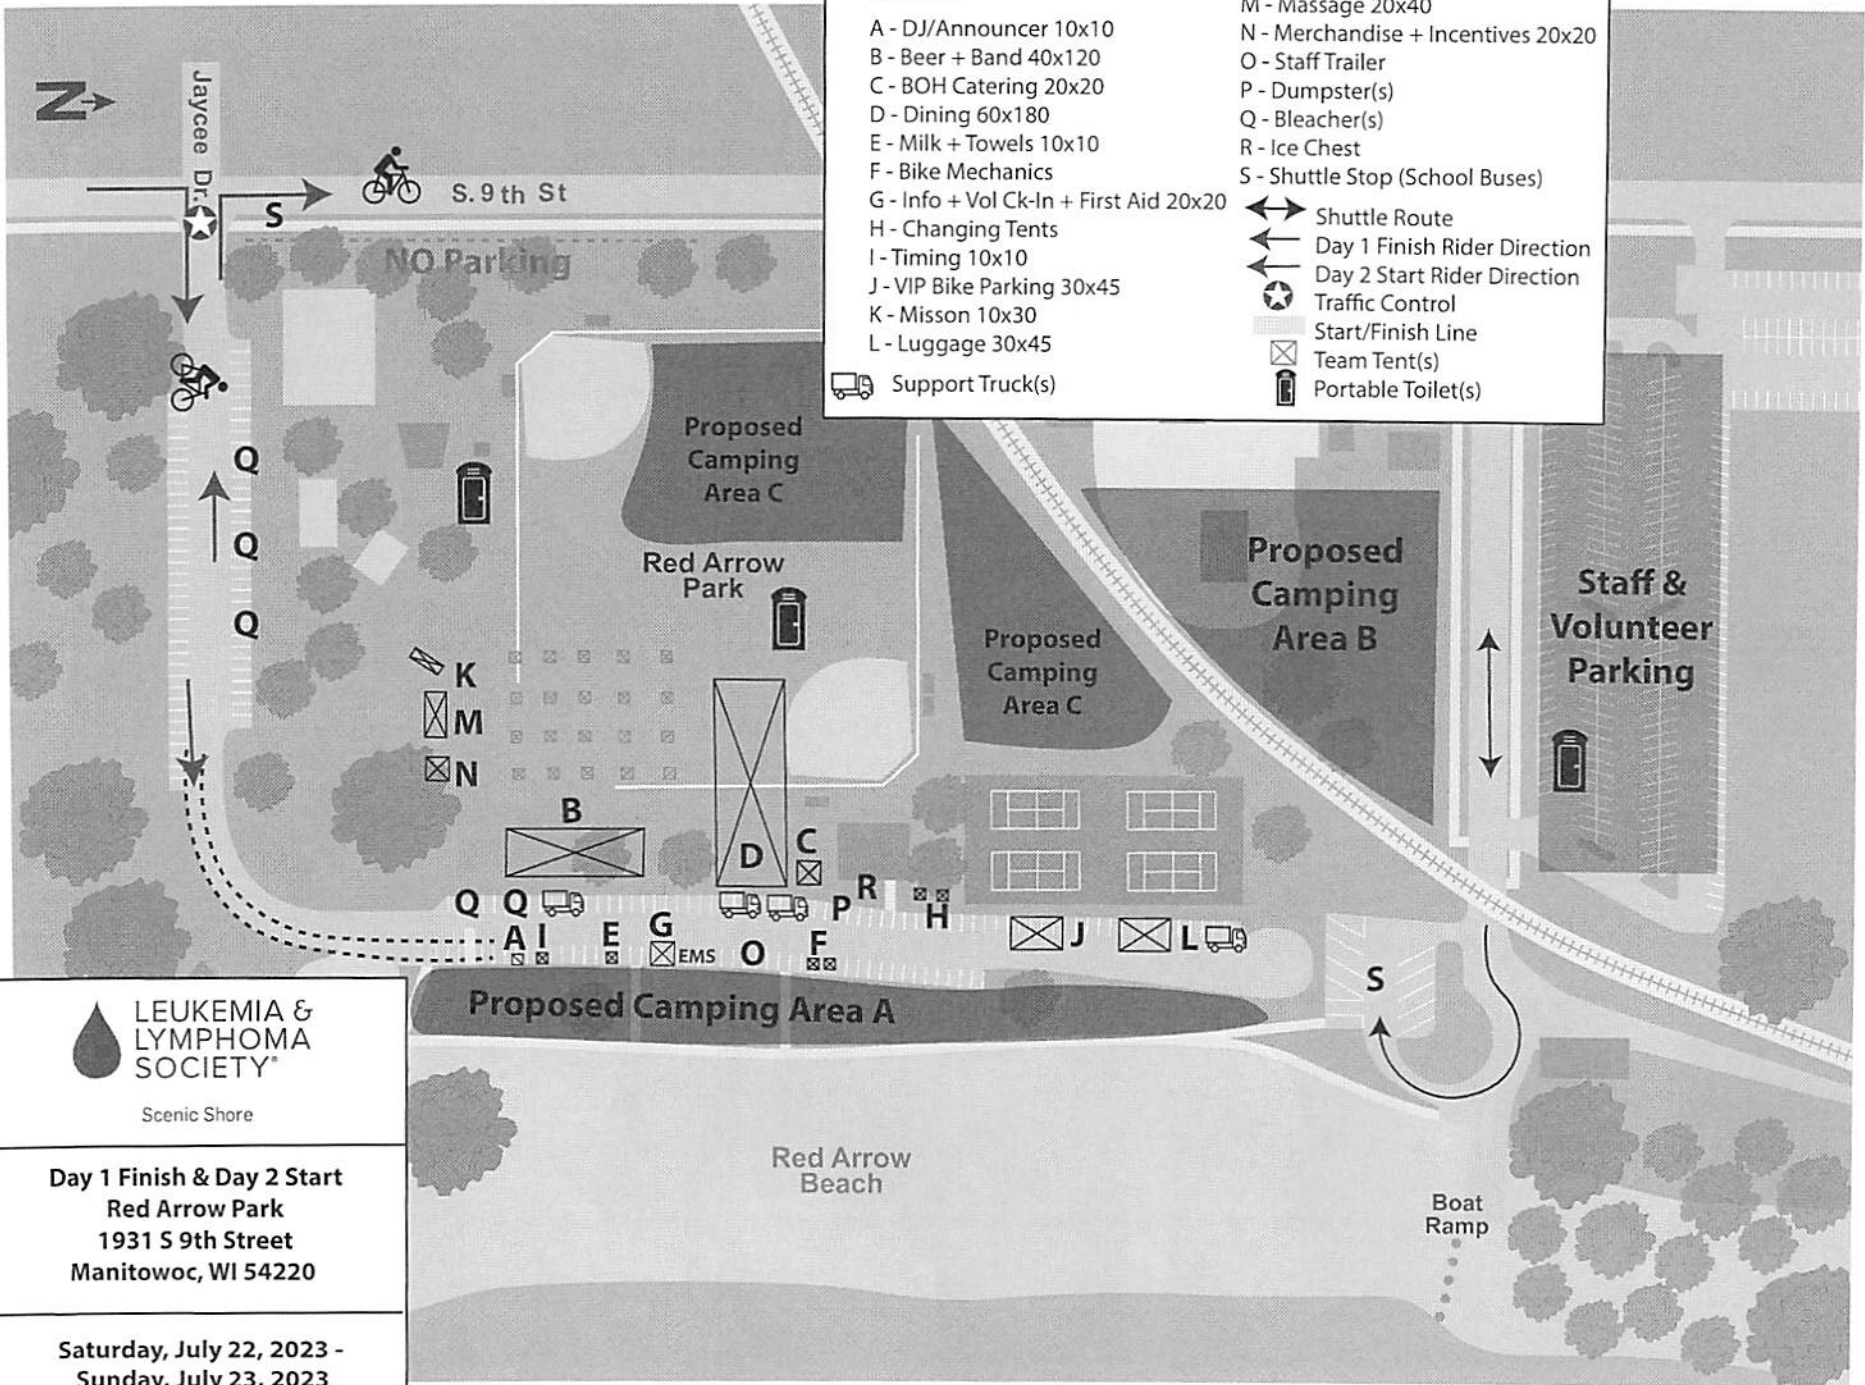 A - DJ/Announcer 10x10
B - Beer + Band 40x120
C - BOH Catering 20x20
D - Dining 60x180
E - Milk + Towels 10x10
F - Bike Mechanics
G - Info + Vol Ck-In + First Aid 20x20
H - Changing Tents
I - Timing 10x10
J - VIP Bike Parking 30x45
K - Misson 10x30
L - Luggage 30x45
Support Truck(s)
M - Massage 20x40
N - Merchandise + Incentives 20x20
O - Staff Trailer
P - Dumpster(s)
Q - Bleacher(s)
R - Ice Chest
S - Shuttle Stop (School Buses)
Shuttle Route
Day 1 Finish Rider Direction
Day 2 Start Rider Direction
Traffic Control
Start/Finish Line
Team Tent(s)
Portable Toilet(s)
N
Jaycee Dr.
S
S. 9th St
NO Parking
Proposed
Camping
Area C
Q
Q
Q
Red Arrow
Park
Proposed
Camping
Area B
Staff &
Volunteer
Parking
Proposed
Camping
Area C
K
M
N
B
D
C
R
P
H
Q Q
A I
E
G
EMS
O
F
J
L
S
Proposed Camping Area A
LEUKEMIA &
LYMPHOMA
SOCIETY®
Scenic Shore
Day 1 Finish & Day 2 Start
Red Arrow Park
1931 S 9th Street
Manitowoc, WI 54220
Saturday, July 22, 2023 -
Sunday, July 23, 2023
Red Arrow
Beach
Boat
Ramp